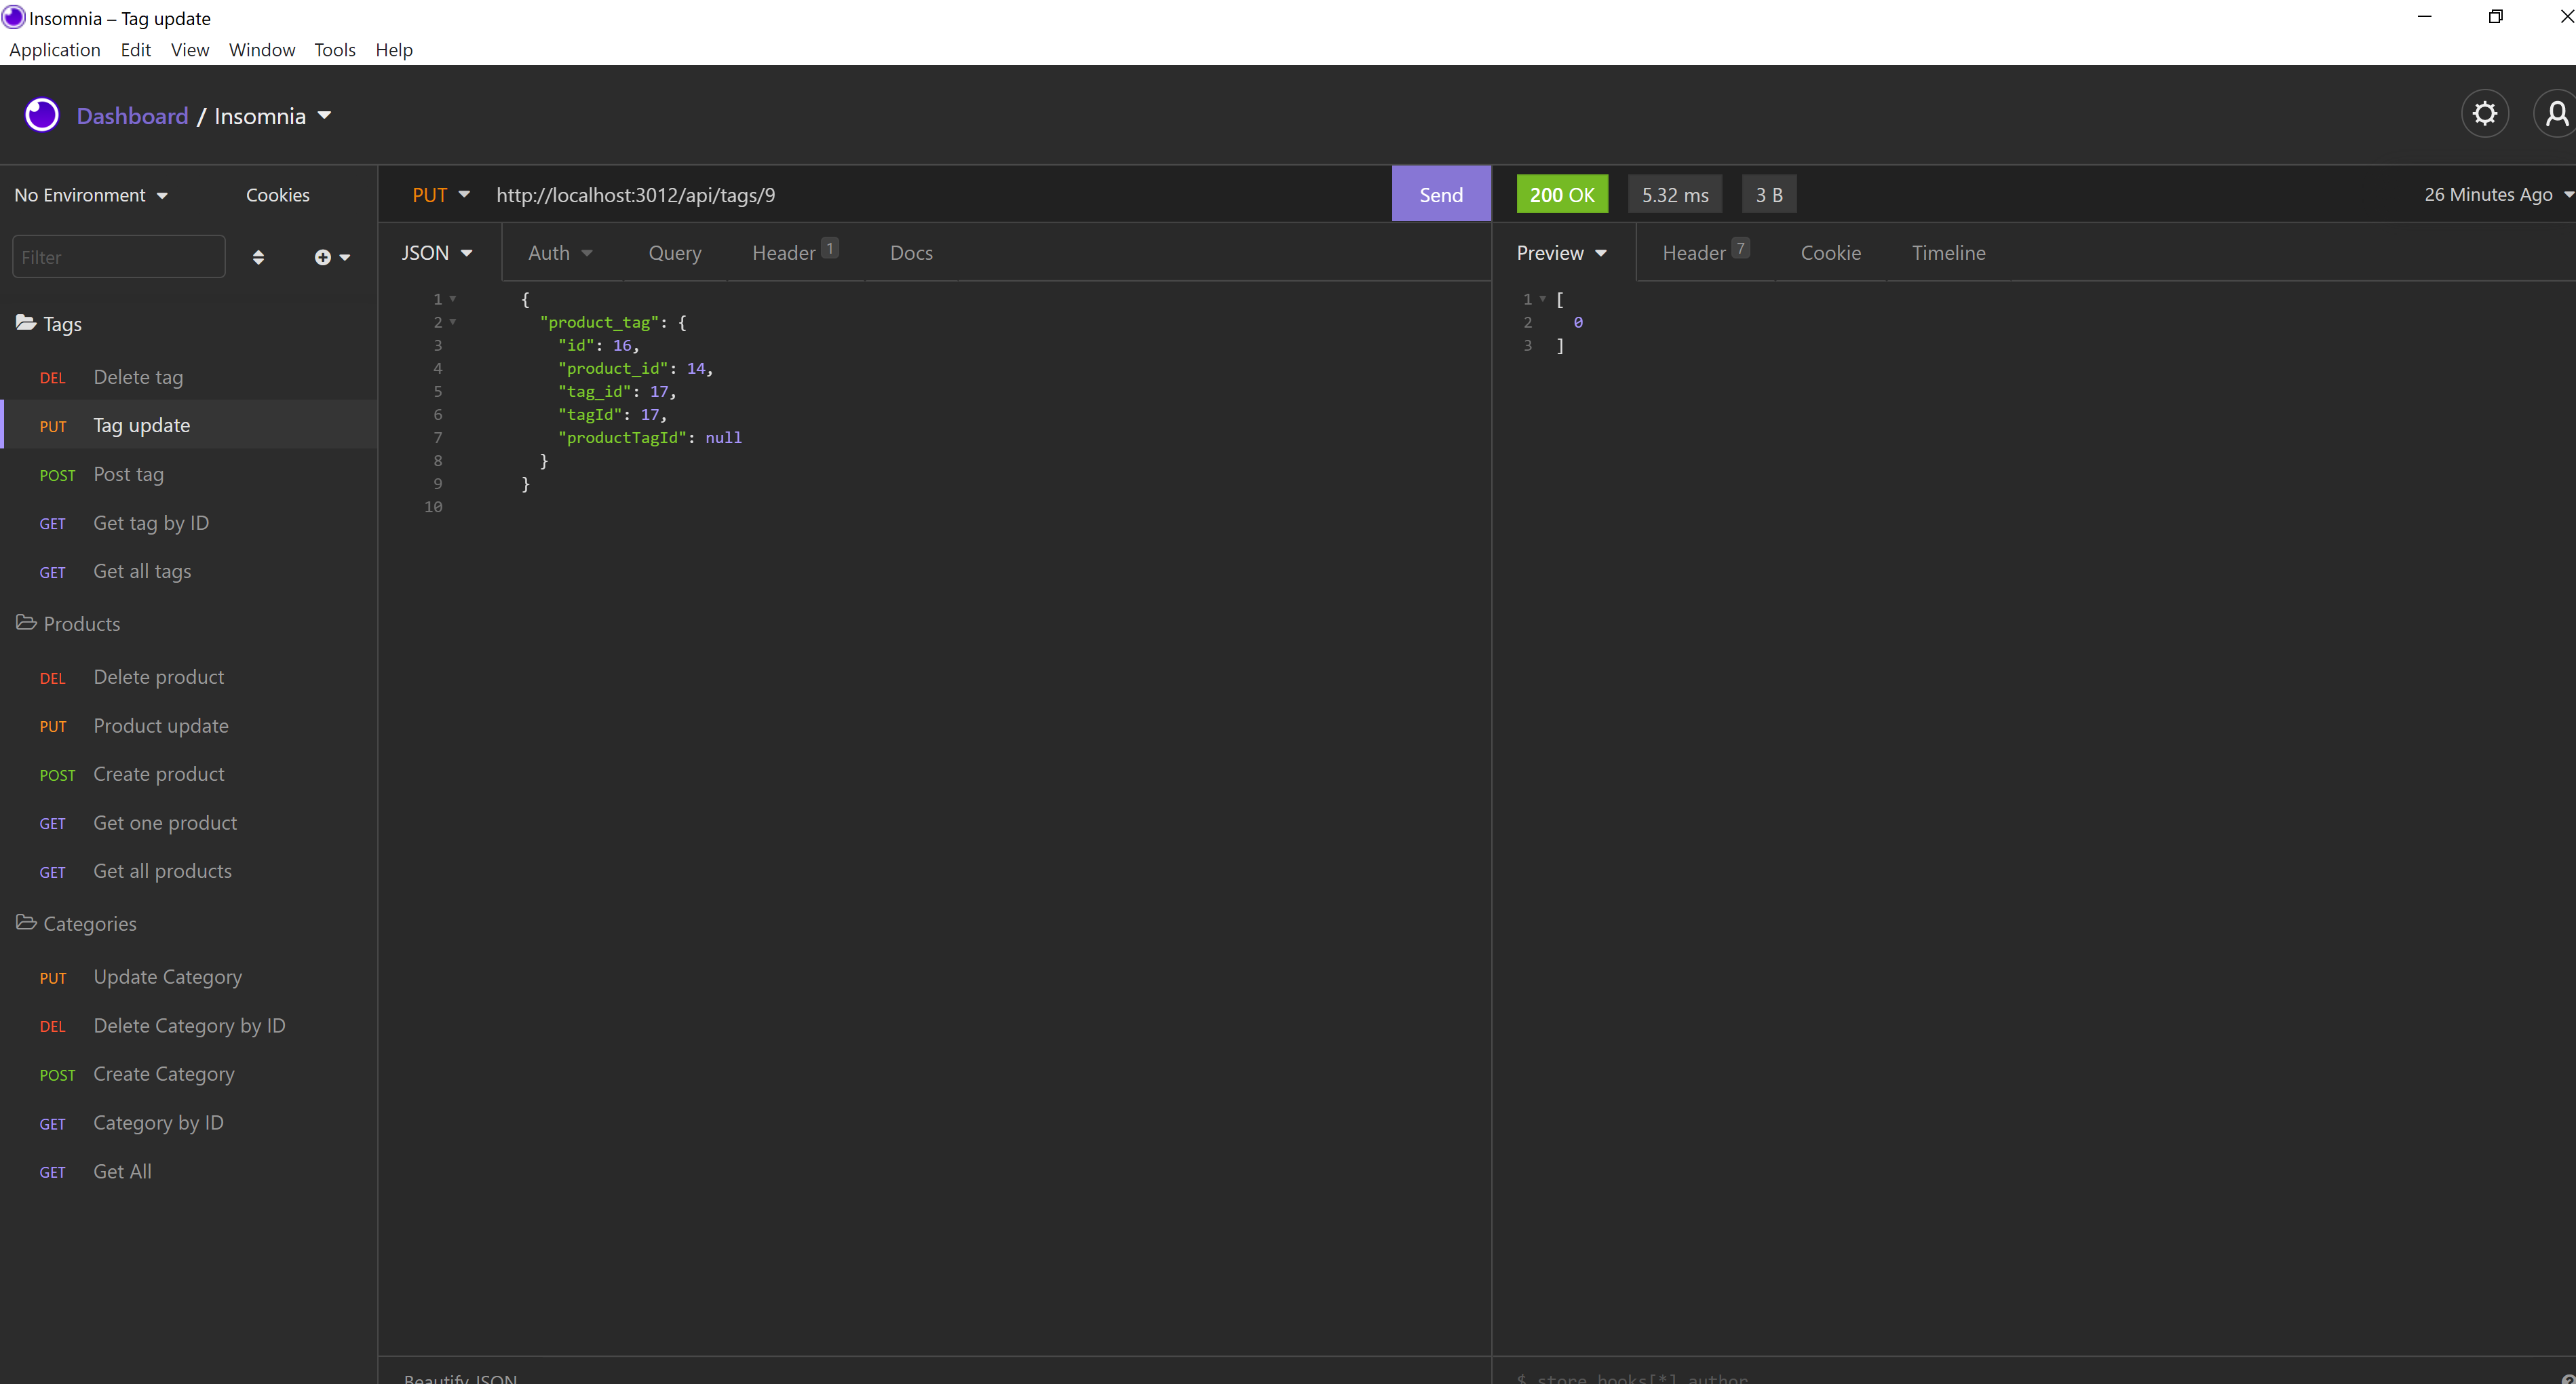 Insomnia – Tag update
Application Edit View Window Tools Help
Dashboard / Insomnia
No Environment Cookies
Filter
Tags
DEL Delete tag
PUT Tag update
POST Post tag
GET Get tag by ID
GET Get all tags
Products
DEL Delete product
PUT Product update
POST Create product
GET Get one product
GET Get all products
Categories
PUT Update Category
DEL Delete Category by ID
POST Create Category
GET Category by ID
GET Get All
PUT http://localhost:3012/api/tags/9 Send
JSON Auth Query Header 1 Docs
1 {
2 "product_tag": {
3 "id": 16,
4 "product_id": 14,
5 "tag_id": 17,
6 "tagId": 17,
7 "productTagId": null
8 }
9 }
10
Beautify JSON
200 OK 5.32 ms 3 B 26 Minutes Ago
Preview Header 7 Cookie Timeline
1 [
2 0
3 ]
$.store.books[*].author